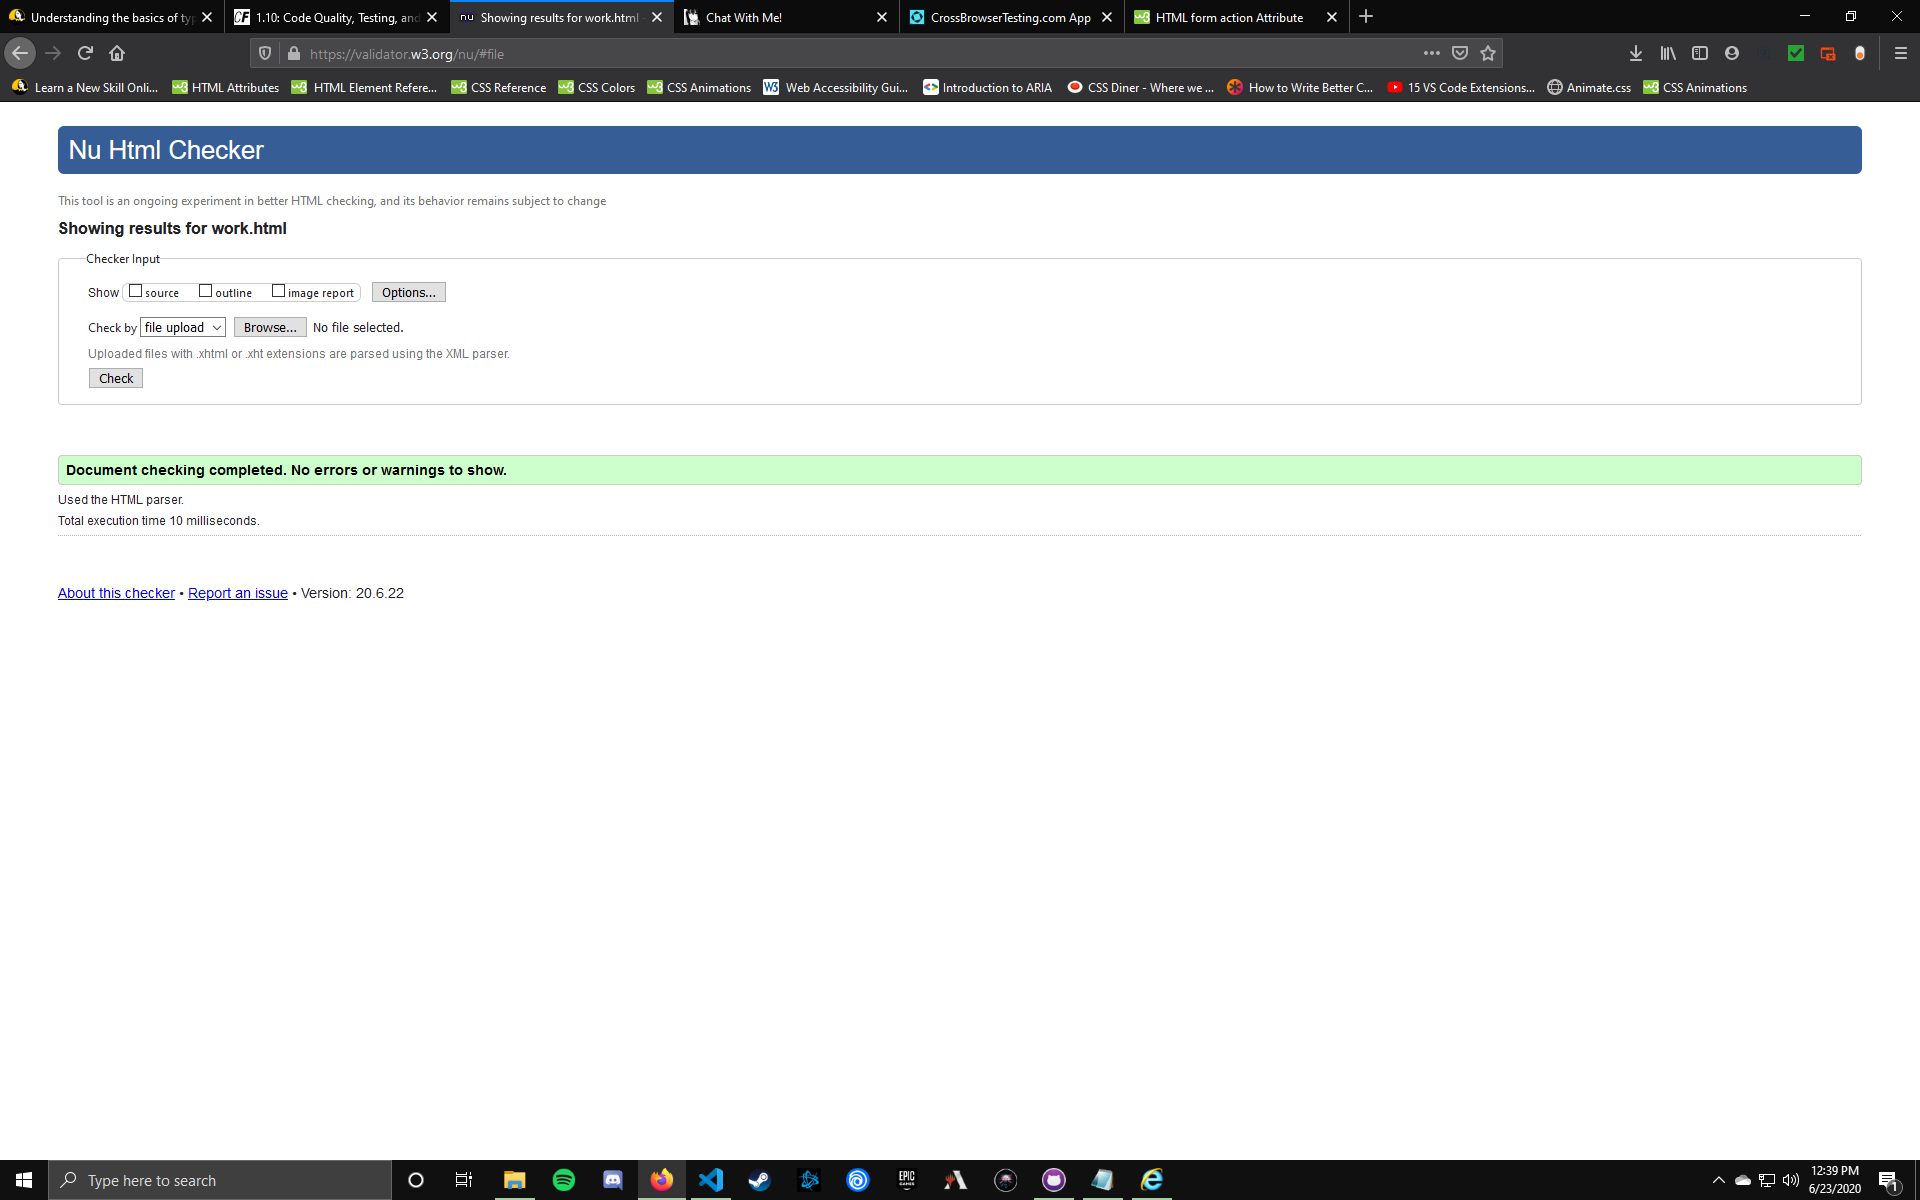 Understanding the basics of ty
CF 1.10: Code Quality, Testing, and
nu Showing results for work.html -
Chat With Me!
CrossBrowserTesting.com App
HTML form action Attribute
https://validator.w3.org/nu/#file
Learn a New Skill Onli...
HTML Attributes
HTML Element Refere...
CSS Reference
CSS Colors
CSS Animations
Web Accessibility Gui...
Introduction to ARIA
CSS Diner - Where we ...
How to Write Better C...
15 VS Code Extensions...
Animate.css
CSS Animations
Nu Html Checker
This tool is an ongoing experiment in better HTML checking, and its behavior remains subject to change
Showing results for work.html
Checker Input
Show source outline image report Options...
Check by file upload Browse... No file selected.
Uploaded files with .xhtml or .xht extensions are parsed using the XML parser.
Check
Document checking completed. No errors or warnings to show.
Used the HTML parser.
Total execution time 10 milliseconds.
About this checker • Report an issue • Version: 20.6.22
Type here to search
EPIC GAMES
12:39 PM
6/23/2020
1